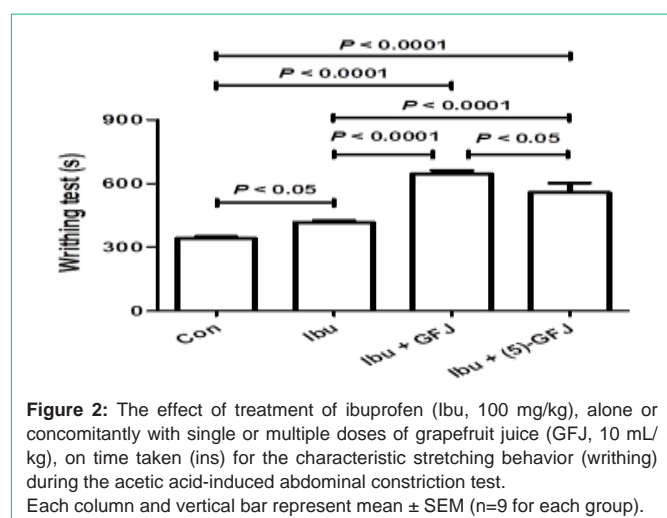 P < 0.0001
P < 0.0001
P < 0.0001
900
P < 0.0001 P < 0.05
600
P < 0.05
300
0
Writhing test (s)
Con Ibu Ibu + GFJ Ibu + (5)-GFJ
Figure 2: The effect of treatment of ibuprofen (Ibu, 100 mg/kg), alone or
concomitantly with single or multiple doses of grapefruit juice (GFJ, 10 mL/
kg), on time taken (ins) for the characteristic stretching behavior (writhing)
during the acetic acid-induced abdominal constriction test.
Each column and vertical bar represent mean ± SEM (n=9 for each group).